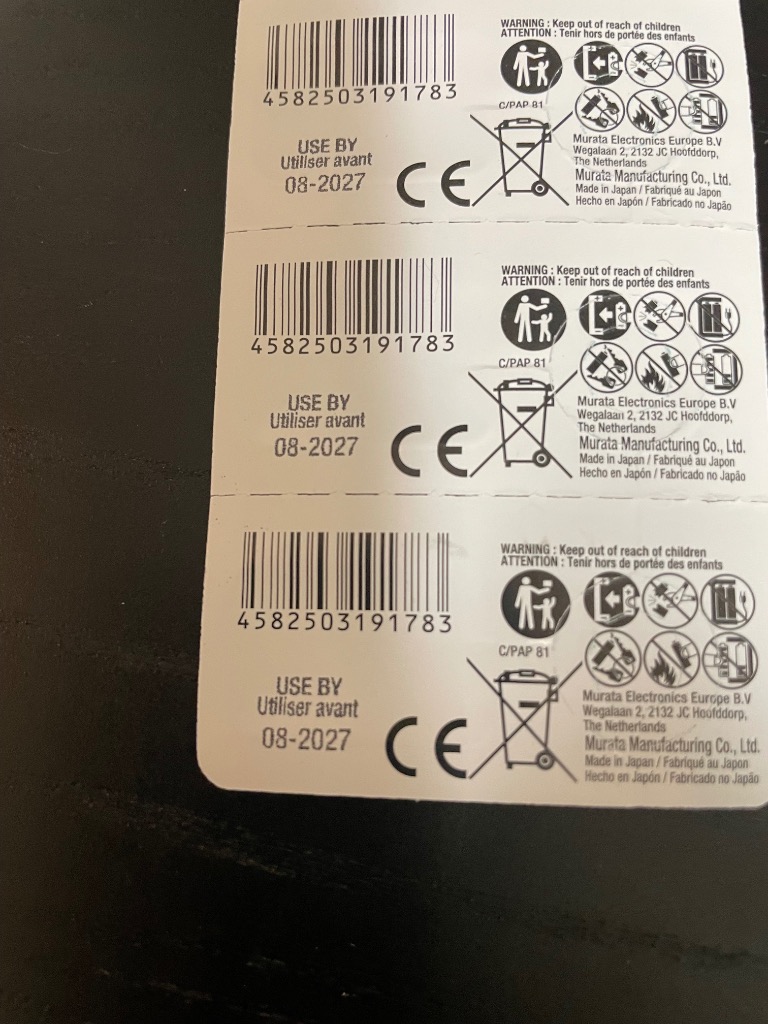 4582503191783
USE BY
Utiliser avant
08-2027
CE
WARNING : Keep out of reach of children
ATTENTION : Tenir hors de portée des enfants
C/PAP 81
Murata Electronics Europe B.V
Wegalaan 2, 2132 JC Hoofddorp,
The Netherlands
Murata Manufacturing Co., Ltd.
Made in Japan / Fabriqué au Japon
Hecho en Japón / Fabricado no Japão
4582503191783
USE BY
Utiliser avant
08-2027
CE
WARNING : Keep out of reach of children
ATTENTION : Tenir hors de portée des enfants
C/PAP 81
Murata Electronics Europe B.V
Wegalaan 2, 2132 JC Hoofddorp,
The Netherlands
Murata Manufacturing Co., Ltd.
Made in Japan / Fabriqué au Japon
Hecho en Japón / Fabricado no Japão
4582503191783
USE BY
Utiliser avant
08-2027
CE
WARNING : Keep out of reach of children
ATTENTION : Tenir hors de portée des enfants
C/PAP 81
Murata Electronics Europe B.V
Wegalaan 2, 2132 JC Hoofddorp,
The Netherlands
Murata Manufacturing Co., Ltd.
Made in Japan / Fabriqué au Japon
Hecho en Japón / Fabricado no Japão